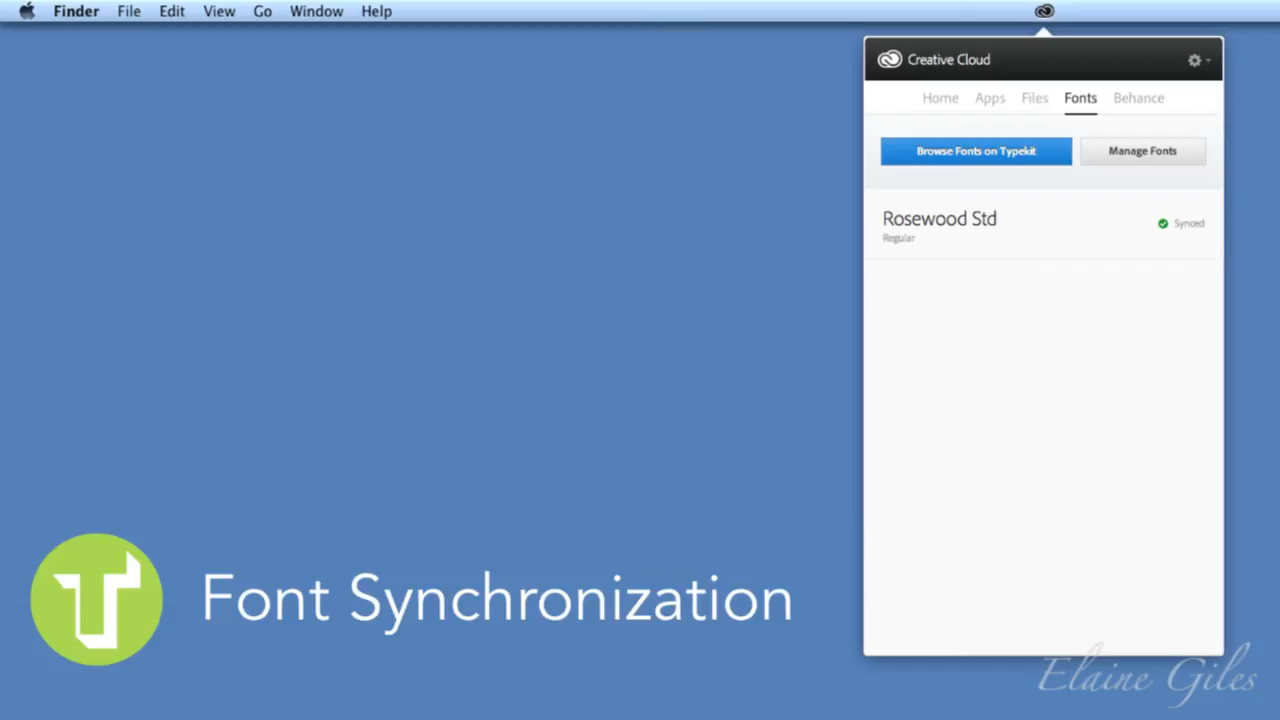 Finder File Edit View Go Window Help
Creative Cloud
Home Apps Files Fonts Behance
Browse Fonts on Typekit Manage Fonts
Rosewood Std
Synced
Regular
Font Synchronization
Elaine Giles